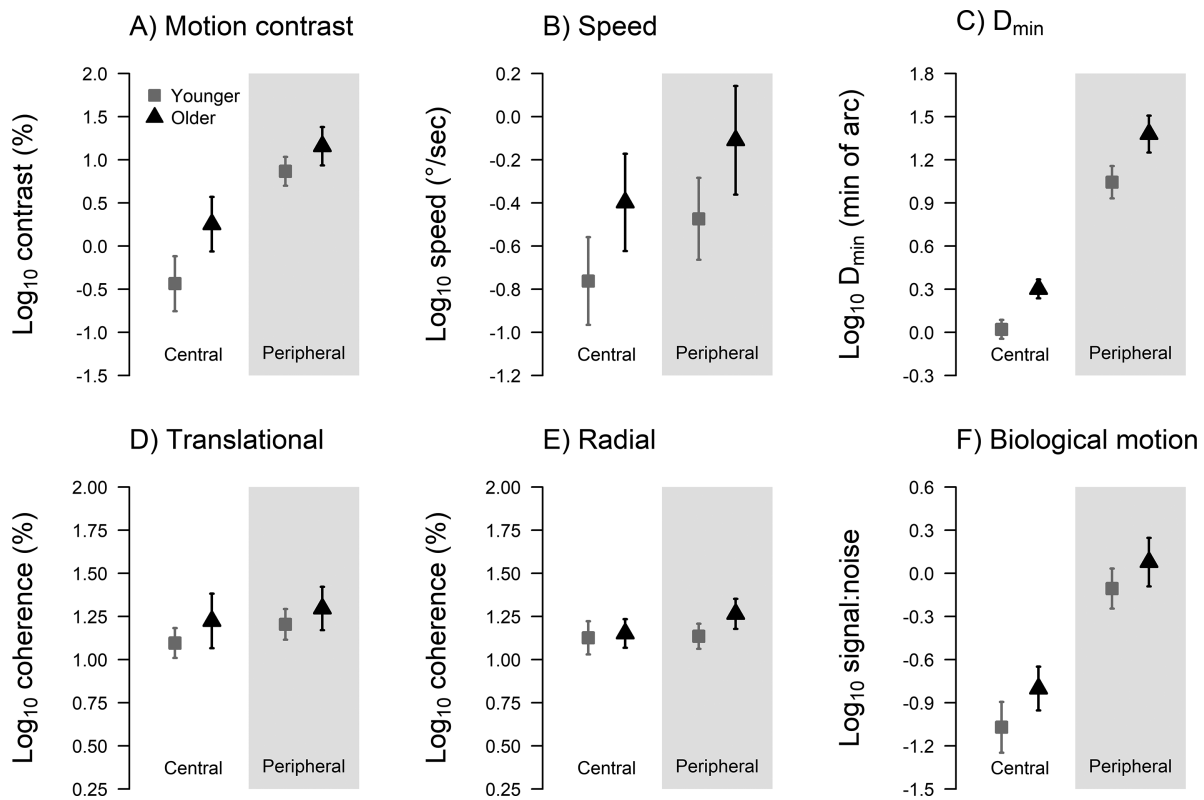 A) Motion contrast
Log10 contrast (%)
2.0
1.5
1.0
0.5
0.0
-0.5
-1.0
-1.5
Younger
Older
Central
Peripheral
B) Speed
Log10 speed (°/sec)
0.2
0.0
-0.2
-0.4
-0.6
-0.8
-1.0
-1.2
Central
Peripheral
C) Dmin
Log10 Dmin (min of arc)
1.8
1.5
1.2
0.9
0.6
0.3
0.0
-0.3
Central
Peripheral
D) Translational
Log10 coherence (%)
2.00
1.75
1.50
1.25
1.00
0.75
0.50
0.25
Central
Peripheral
E) Radial
Log10 coherence (%)
2.00
1.75
1.50
1.25
1.00
0.75
0.50
0.25
Central
Peripheral
F) Biological motion
Log10 signal:noise
0.6
0.3
0.0
-0.3
-0.6
-0.9
-1.2
-1.5
Central
Peripheral